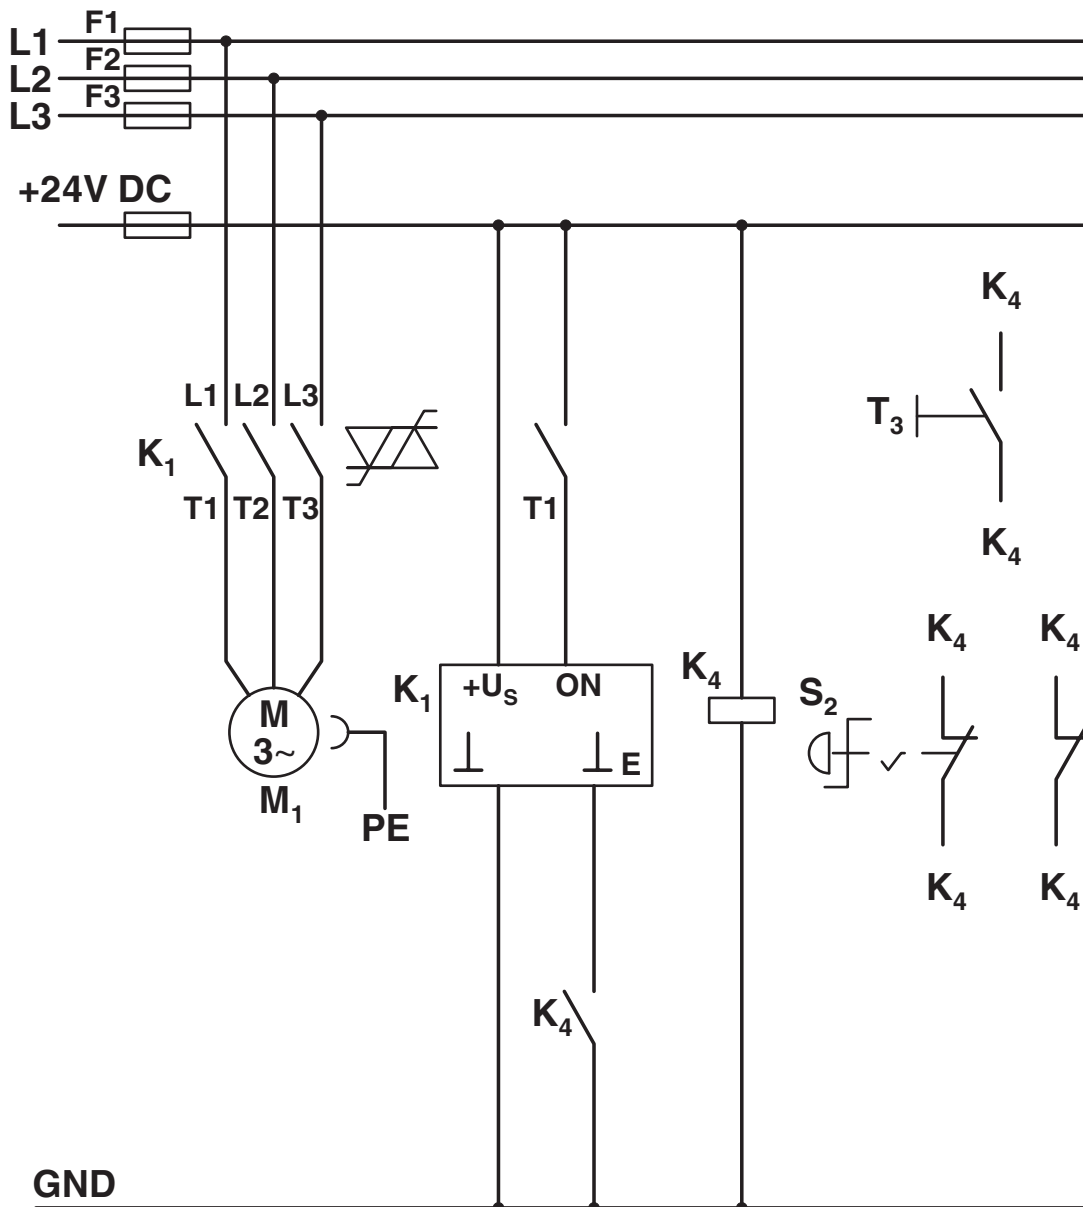 F1
L1
F2
L2
F3
L3
+24V DC
K4
L1 L2 L3
T3
K1
T1 T2 T3
T1
K4
K4 K4
K1 +US ON
K4
S2
M
3~
E
M1
PE
K4 K4
K4
GND